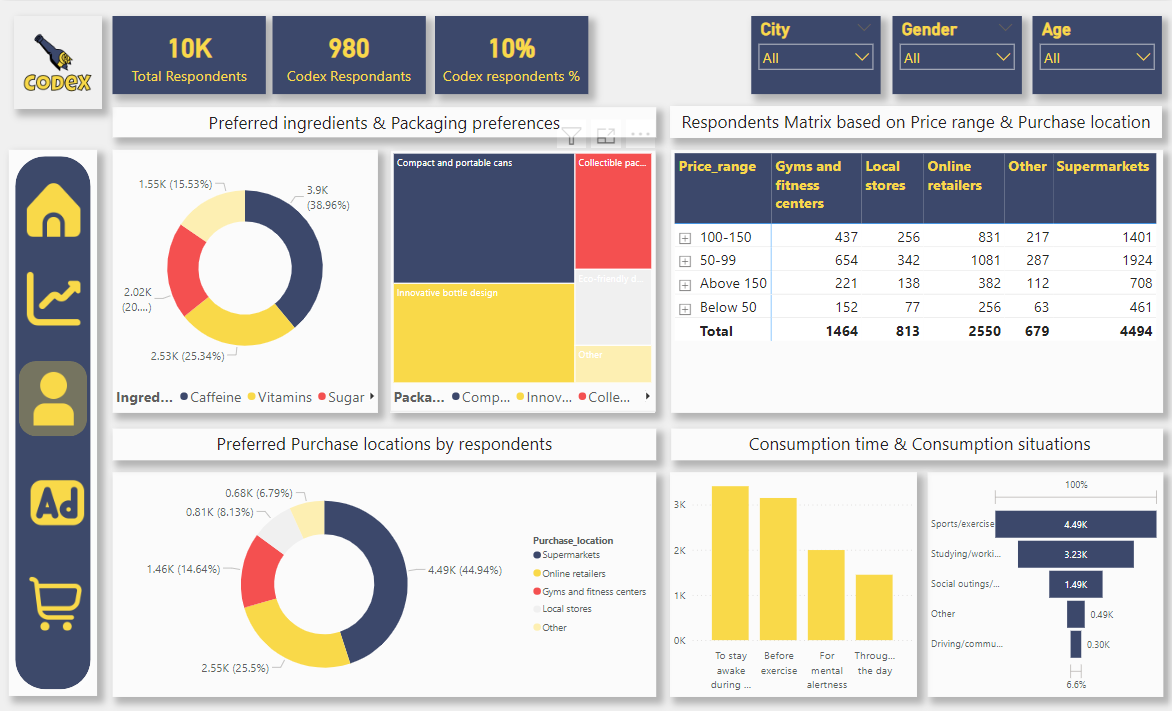 CODEX
10K
Total Respondents
980
Codex Respondants
10%
Codex respondents %
City
All
Gender
All
Age
All
Preferred ingredients & Packaging preferences
Respondents Matrix based on Price range & Purchase location
1.55K (15.53%)
3.9K
(38.96%)
2.02K
(20....)
2.53K (25.34%)
Ingred... Caffeine Vitamins Sugar
Compact and portable cans
Collectible pac...
Innovative bottle design
Eco-friendly d...
Other
Packa... Comp... Innov... Colle...
Price_range Gyms and fitness centers Local stores Online retailers Other Supermarkets
100-150 437 256 831 217 1401
50-99 654 342 1081 287 1924
Above 150 221 138 382 112 708
Below 50 152 77 256 63 461
Total 1464 813 2550 679 4494
Ad
Preferred Purchase locations by respondents
0.68K (6.79%)
0.81K (8.13%)
1.46K (14.64%)
4.49K (44.94%)
2.55K (25.5%)
Purchase_location
Supermarkets
Online retailers
Gyms and fitness centers
Local stores
Other
Consumption time & Consumption situations
3K
2K
1K
0K
To stay awake during ...
Before exercise
For mental alertness
Throug... the day
100%
Sports/exercise 4.49K
Studying/worki... 3.23K
Social outings/... 1.49K
Other 0.49K
Driving/commu... 0.30K
6.6%